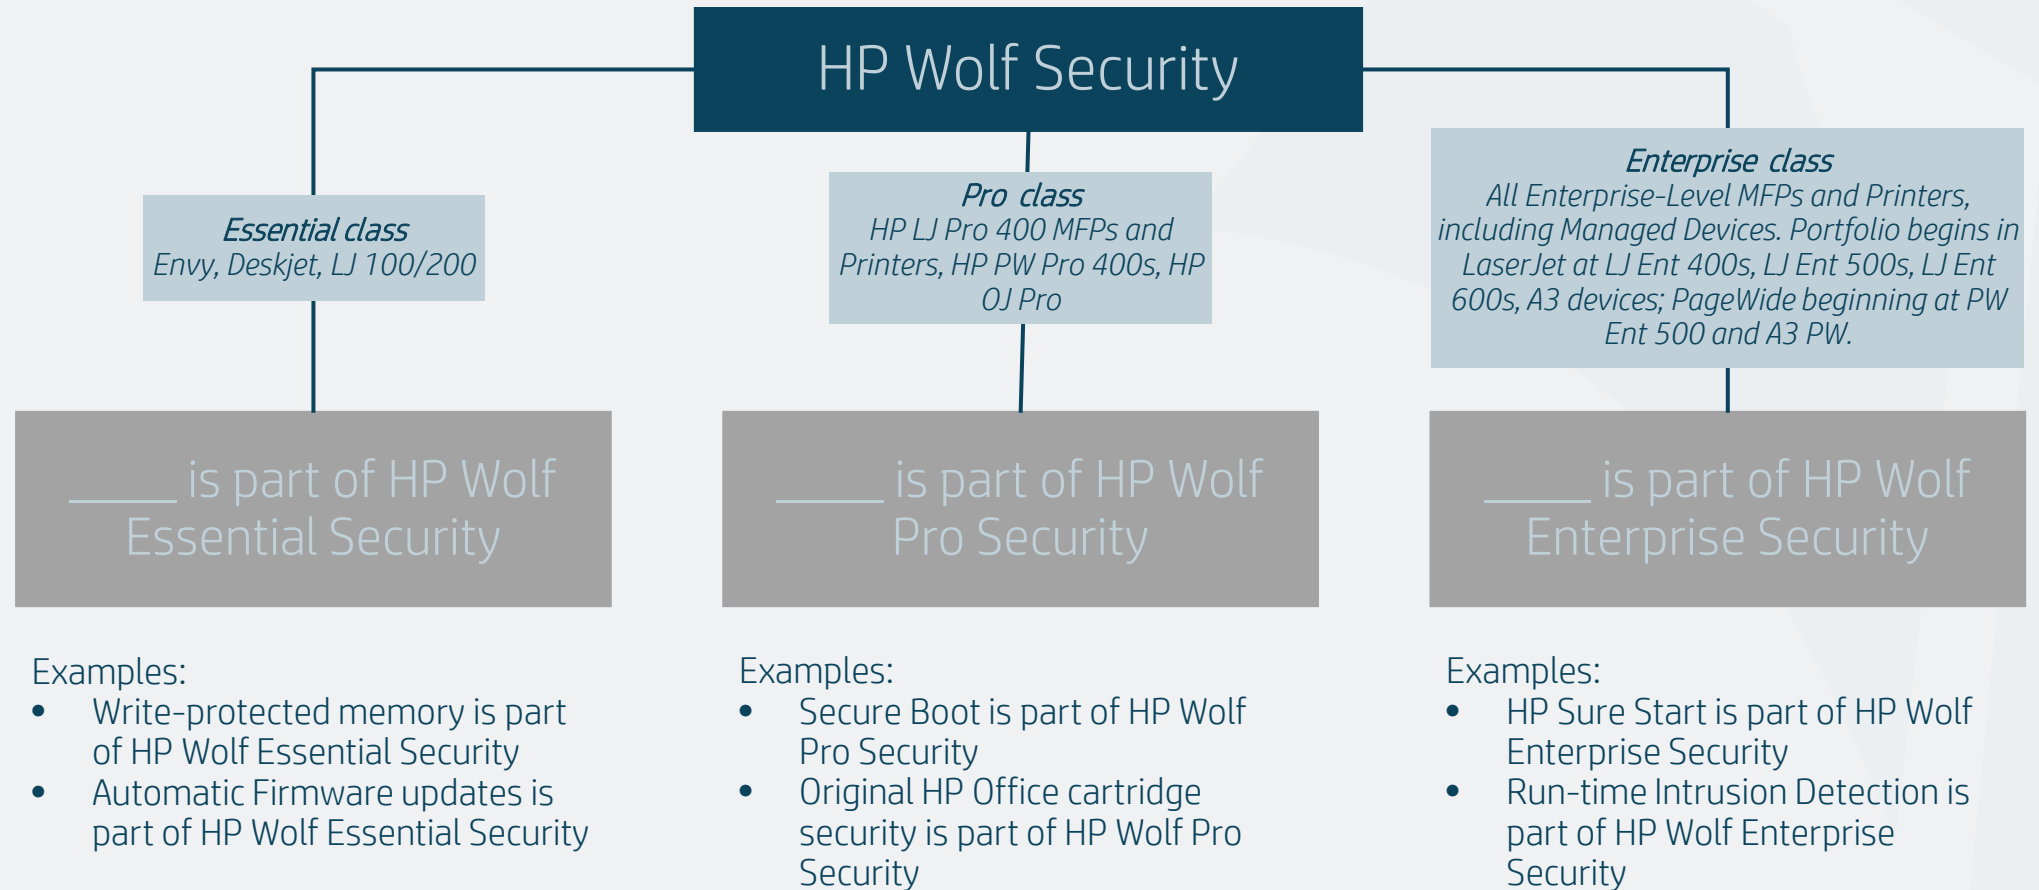 HP Wolf Security
Essential class
Envy, Deskjet, LJ 100/200
Pro class
HP LJ Pro 400 MFPs and
Printers, HP PW Pro 400s, HP
OJ Pro
Enterprise class
All Enterprise-Level MFPs and Printers,
including Managed Devices. Portfolio begins in
LaserJet at LJ Ent 400s, LJ Ent 500s, LJ Ent
600s, A3 devices; PageWide beginning at PW
Ent 500 and A3 PW.
_____ is part of HP Wolf
Essential Security
_____ is part of HP Wolf
Pro Security
_____ is part of HP Wolf
Enterprise Security
Examples:
• Write-protected memory is part
of HP Wolf Essential Security
• Automatic Firmware updates is
part of HP Wolf Essential Security
Examples:
• Secure Boot is part of HP Wolf
Pro Security
• Original HP Office cartridge
security is part of HP Wolf Pro
Security
Examples:
• HP Sure Start is part of HP Wolf
Enterprise Security
• Run-time Intrusion Detection is
part of HP Wolf Enterprise
Security